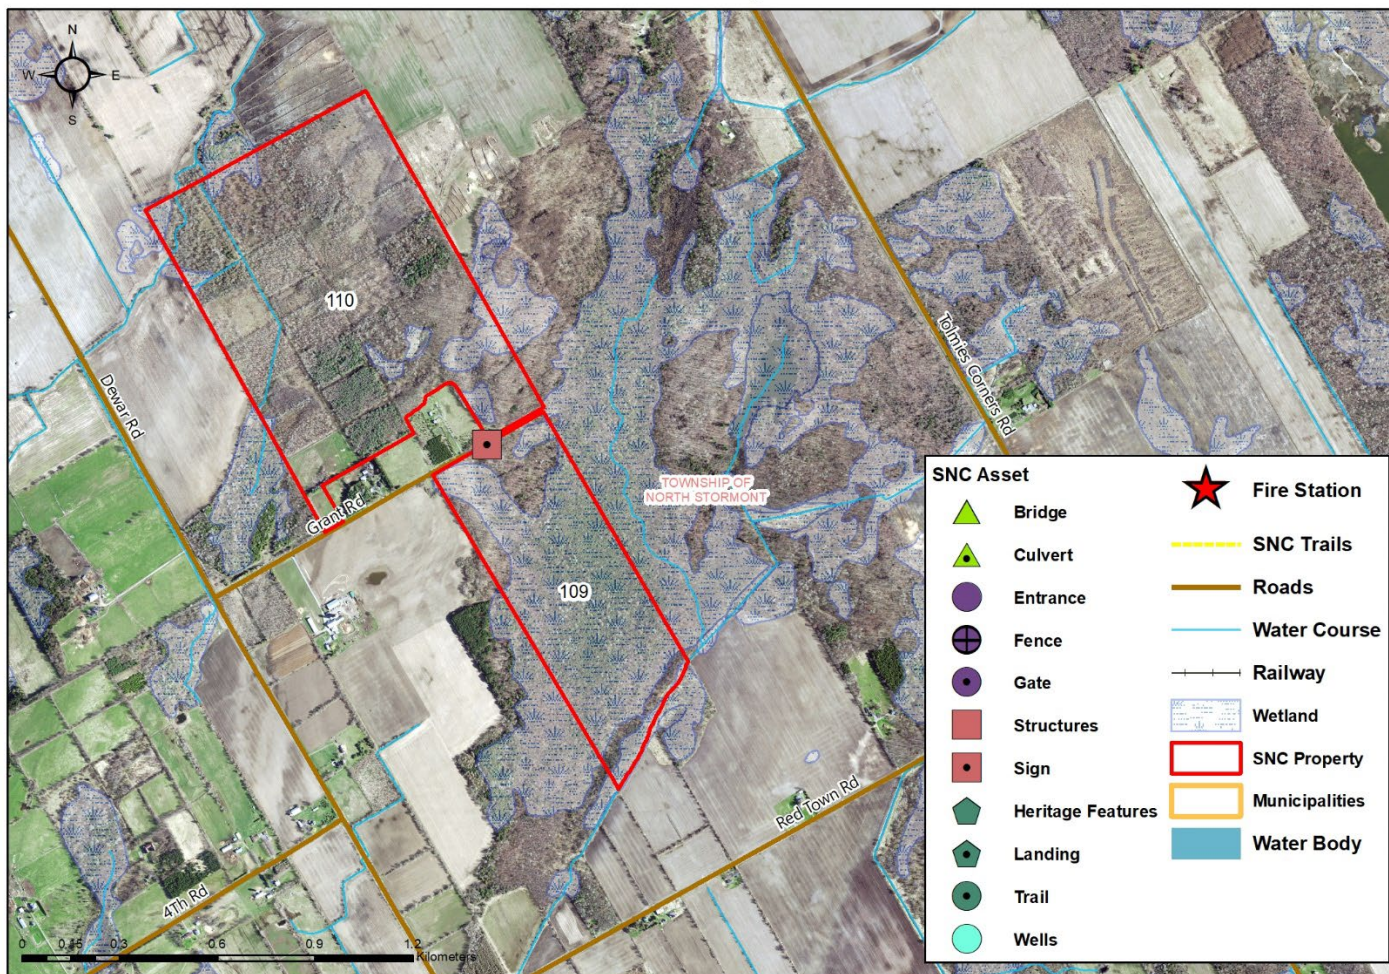 N
W E
S
110
Dewar Rd
Tolmies Corners Rd
TOWNSHIP OF
NORTH STORMONT
Grant Rd
109
Red Town Rd
4Th Rd
0 0.15 0.3 0.6 0.9 1.2
Kilometers
SNC Asset
Bridge
Culvert
Entrance
Fence
Gate
Structures
Sign
Heritage Features
Landing
Trail
Wells
Fire Station
SNC Trails
Roads
Water Course
Railway
Wetland
SNC Property
Municipalities
Water Body